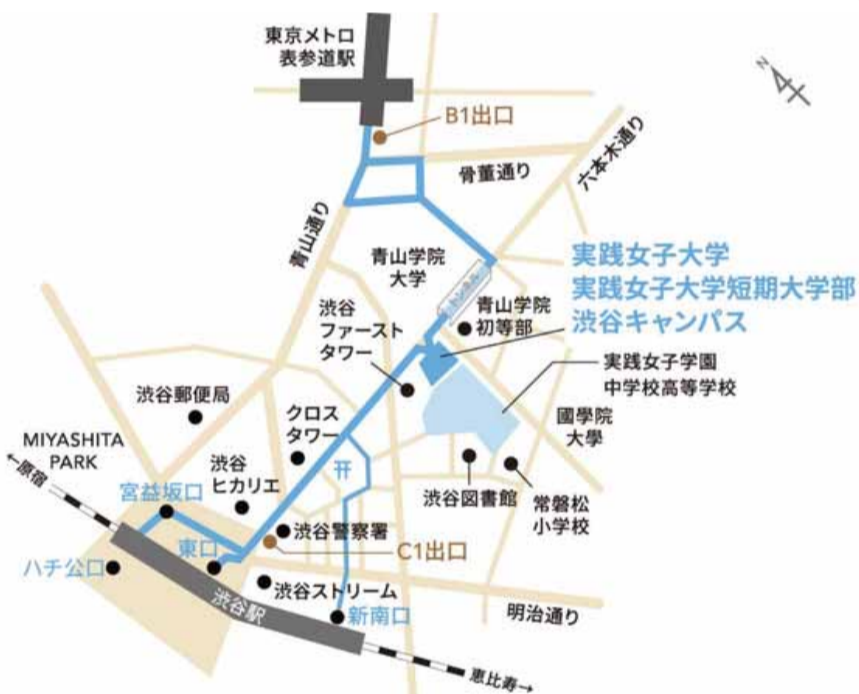 東京メトロ
表参道駅
N
B1出口
骨董通り
六本木通り
青山通り
青山学院
大学
トンネル
実践女子大学
実践女子大学短期大学部
渋谷キャンパス
青山学院
初等部
渋谷
ファースト
タワー
実践女子学園
中学校高等学校
渋谷郵便局
クロス
タワー
國學院
大學
MIYASHITA
PARK
渋谷
ヒカリエ
←原宿
宮益坂口
渋谷図書館
常磐松
小学校
渋谷警察署
東口
C1出口
ハチ公口
渋谷ストリーム
渋谷駅
新南口
明治通り
恵比寿→